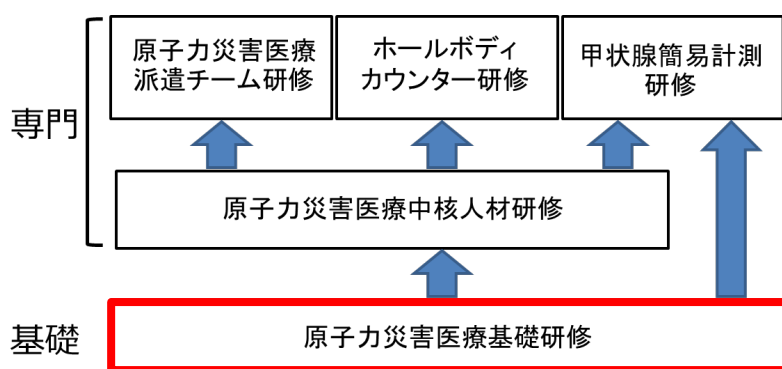 原子力災害医療
派遣チーム研修
ホールボディ
カウンター研修
甲状腺簡易計測
研修
専門
原子力災害医療中核人材研修
基礎
原子力災害医療基礎研修